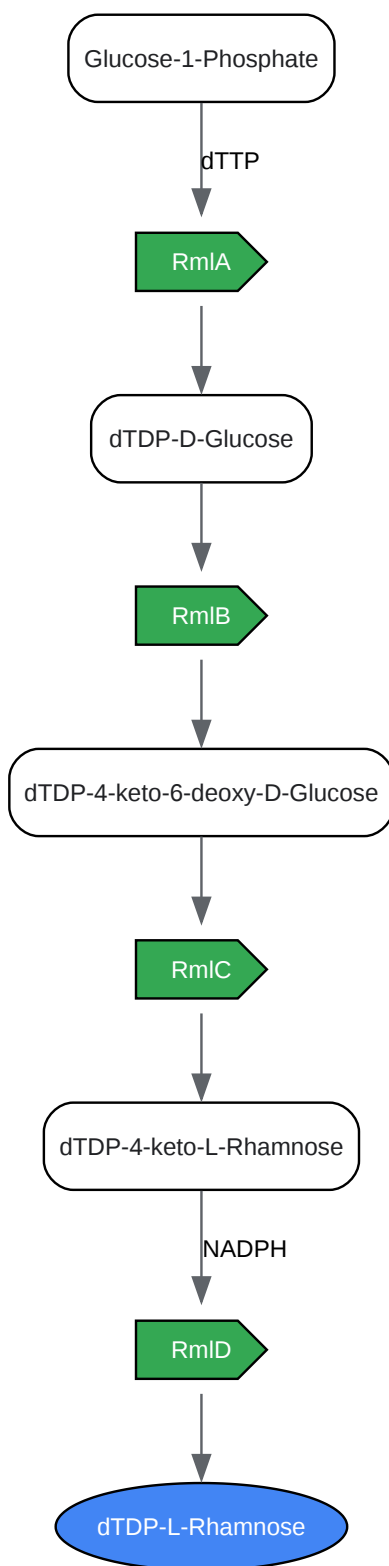 Glucose-1-Phosphate
dTTP
RmlA
dTDP-D-Glucose
RmlB
dTDP-4-keto-6-deoxy-D-Glucose
RmlC
dTDP-4-keto-L-Rhamnose
NADPH
RmlD
dTDP-L-Rhamnose